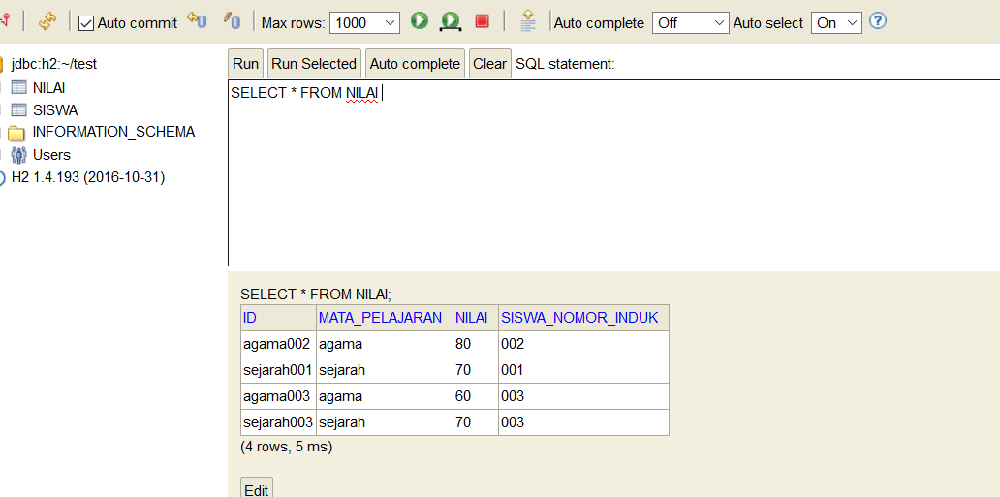 Auto commit Max rows: 1000 Auto complete Off Auto select On
jdbc:h2:~/test
NILAI
SISWA
INFORMATION_SCHEMA
Users
H2 1.4.193 (2016-10-31)
Run Run Selected Auto complete Clear SQL statement:
SELECT * FROM NILAI
SELECT * FROM NILAI;
ID MATA_PELAJARAN NILAI SISWA_NOMOR_INDUK
agama002 agama 80 002
sejarah001 sejarah 70 001
agama003 agama 60 003
sejarah003 sejarah 70 003
(4 rows, 5 ms)
Edit